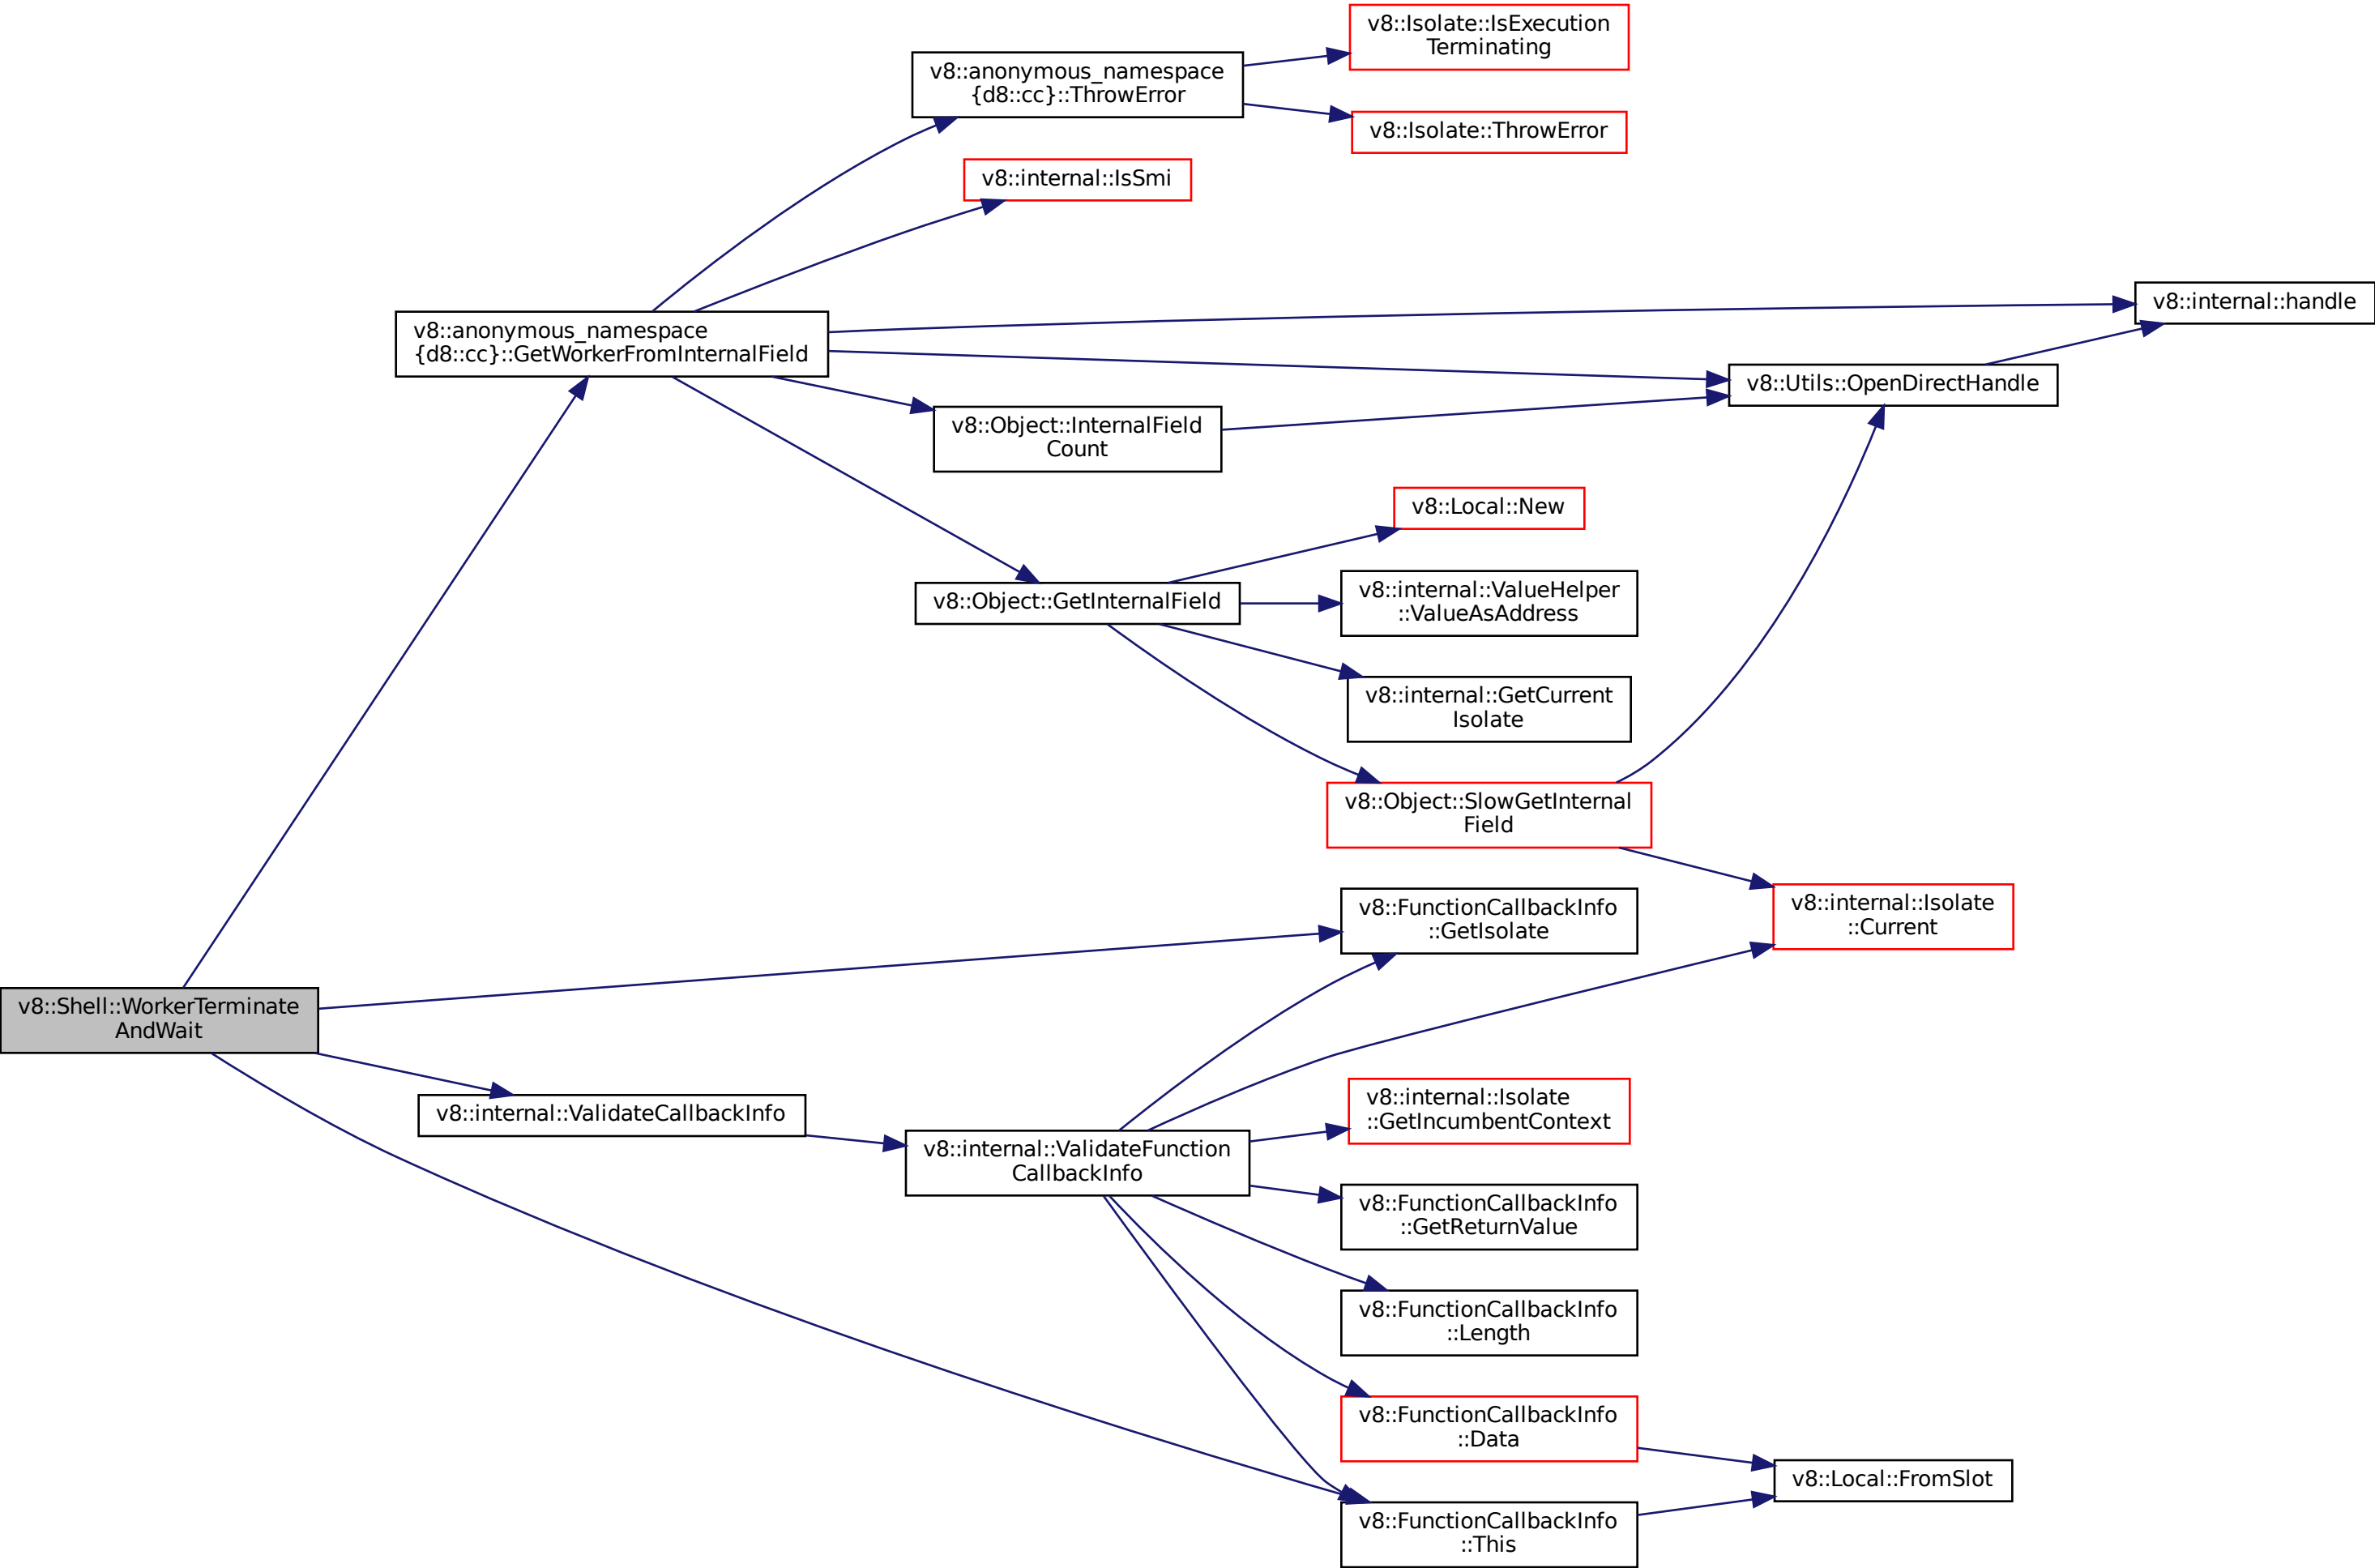 v8::Isolate::IsExecution
Terminating
v8::anonymous_namespace
{d8::cc}::ThrowError
v8::Isolate::ThrowError
v8::internal::IsSmi
v8::internal::handle
v8::anonymous_namespace
{d8::cc}::GetWorkerFromInternalField
v8::Utils::OpenDirectHandle
v8::Object::InternalField
Count
v8::Local::New
v8::Object::GetInternalField
v8::internal::ValueHelper
::ValueAsAddress
v8::internal::GetCurrent
Isolate
v8::Object::SlowGetInternal
Field
v8::FunctionCallbackInfo
::GetIsolate
v8::internal::Isolate
::Current
v8::Shell::WorkerTerminate
AndWait
v8::internal::ValidateCallbackInfo
v8::internal::Isolate
::GetIncumbentContext
v8::internal::ValidateFunction
CallbackInfo
v8::FunctionCallbackInfo
::GetReturnValue
v8::FunctionCallbackInfo
::Length
v8::FunctionCallbackInfo
::Data
v8::Local::FromSlot
v8::FunctionCallbackInfo
::This